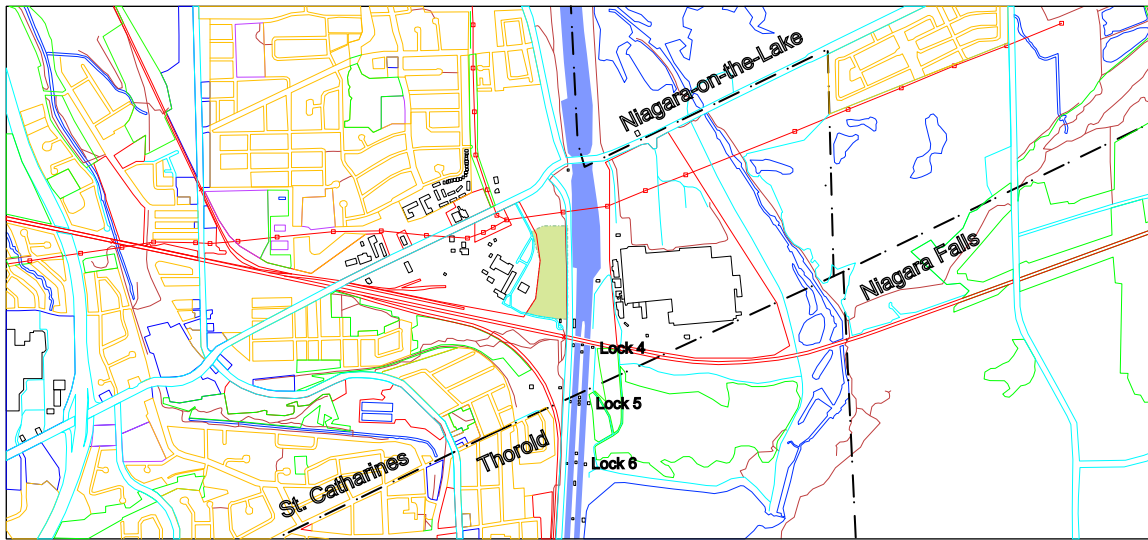 Niagara-on-the-Lake
Niagara Falls
Lock 4
Lock 5
Thorold
St. Catharines
Lock 6